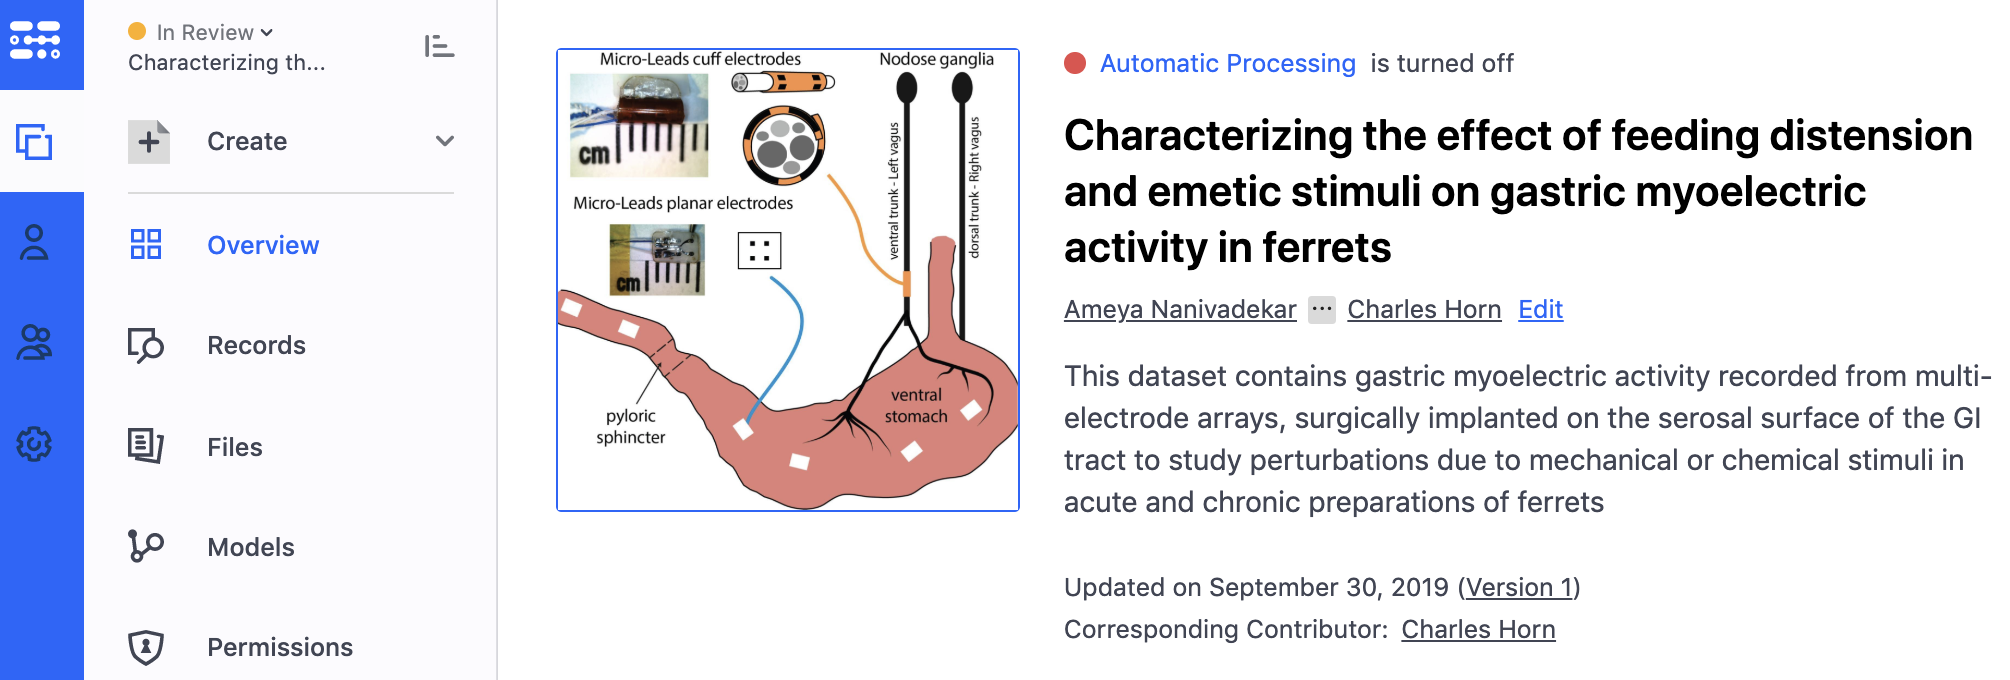 In Review
Characterizing th...
Create
Overview
Records
Files
Models
Permissions
Micro-Leads cuff electrodes
Nodose ganglia
cm
ventral trunk - Left vagus
dorsal trunk - Right vagus
Micro-Leads planar electrodes
cm
pyloric
sphincter
ventral
stomach
Automatic Processing is turned off
Characterizing the effect of feeding distension
and emetic stimuli on gastric myoelectric
activity in ferrets
Ameya Nanivadekar ... Charles Horn Edit
This dataset contains gastric myoelectric activity recorded from multi-
electrode arrays, surgically implanted on the serosal surface of the GI
tract to study perturbations due to mechanical or chemical stimuli in
acute and chronic preparations of ferrets
Updated on September 30, 2019 (Version 1)
Corresponding Contributor: Charles Horn